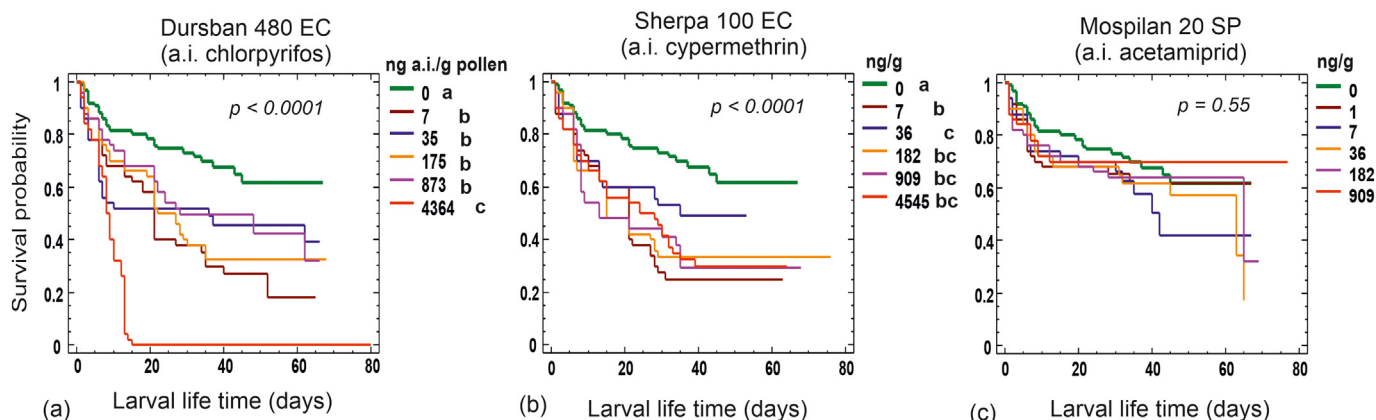 Dursban 480 EC
(a.i. chlorpyrifos)
ng a.i./g pollen
0 a
7 b
35 b
175 b
873 b
4364 c
p < 0.0001
Survival probability
1
0.8
0.6
0.4
0.2
0
0 20 40 60 80
(a) Larval life time (days)
Sherpa 100 EC
(a.i. cypermethrin)
ng/g
0 a
7 b
36 c
182 bc
909 bc
4545 bc
p < 0.0001
1
0.8
0.6
0.4
0.2
0
0 20 40 60 80
(b) Larval life time (days)
Mospilan 20 SP
(a.i. acetamiprid)
ng/g
0
1
7
36
182
909
p = 0.55
1
0.8
0.6
0.4
0.2
0
0 20 40 60 80
(c) Larval life time (days)